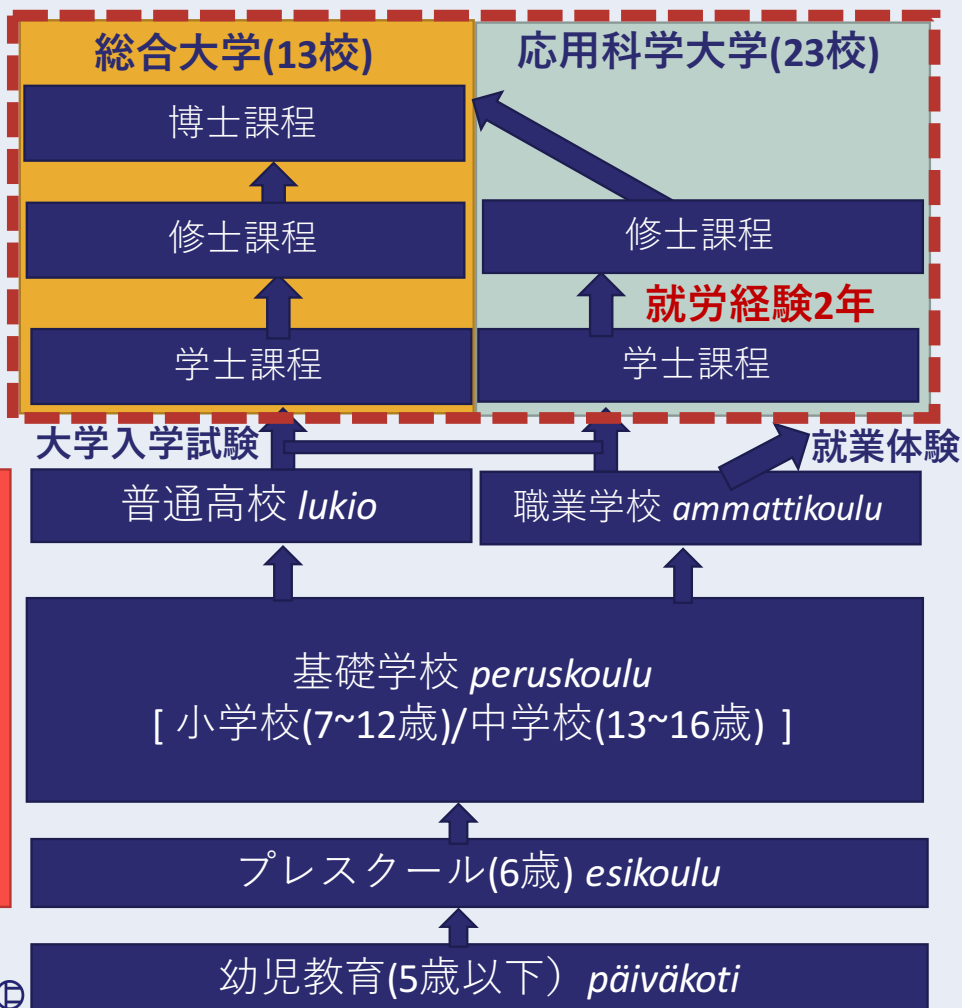 総合大学(13校)
応用科学大学(23校)
博士課程
修士課程
修士課程
就労経験2年
学士課程
学士課程
大学入学試験
就業体験
普通高校 lukio
職業学校 ammattikoulu
基礎学校 peruskoulu
[ 小学校(7~12歳)/中学校(13~16歳) ]
プレスクール(6歳) esikoulu
幼児教育(5歳以下） päiväkoti